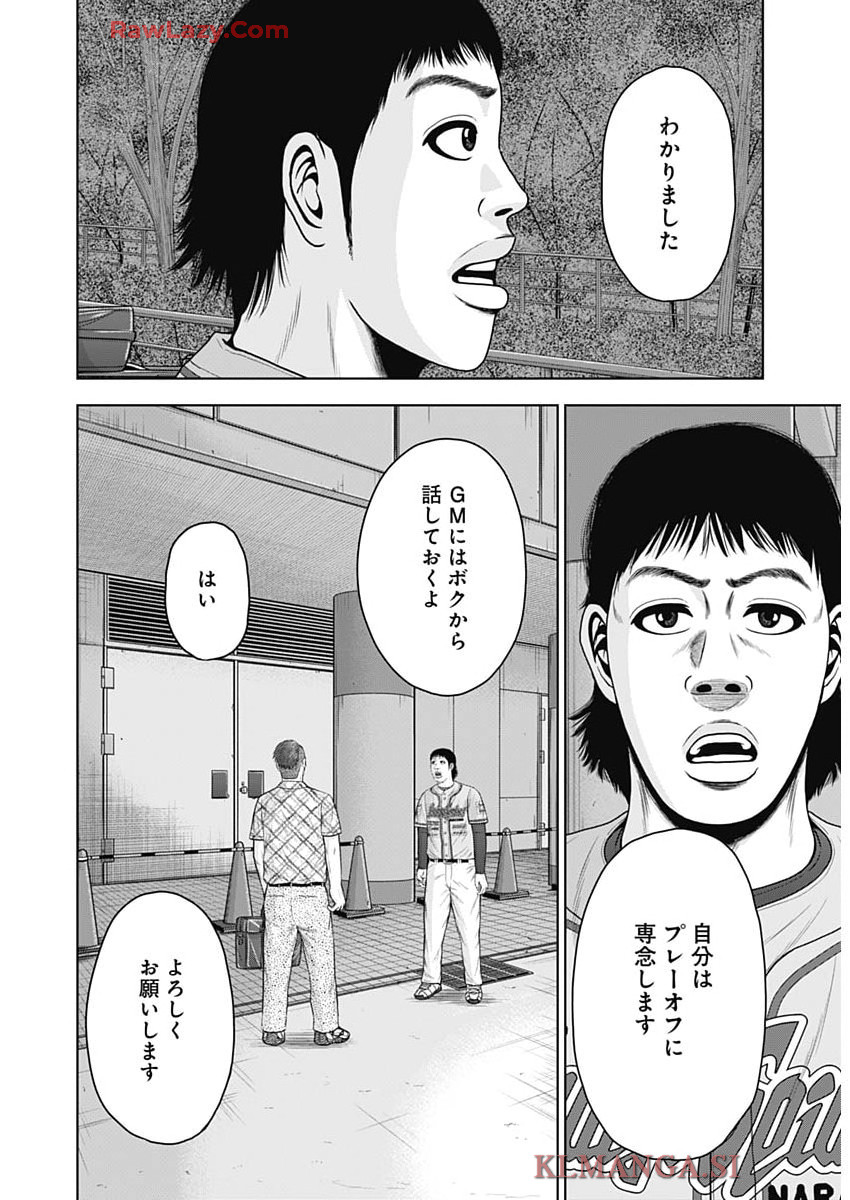 RawLazy.Com
わかりました
自分は
プレーオフに
専念します
GMにはボクから
話しておくよ
はい
よろしく
お願いします
KLMANGA.SI